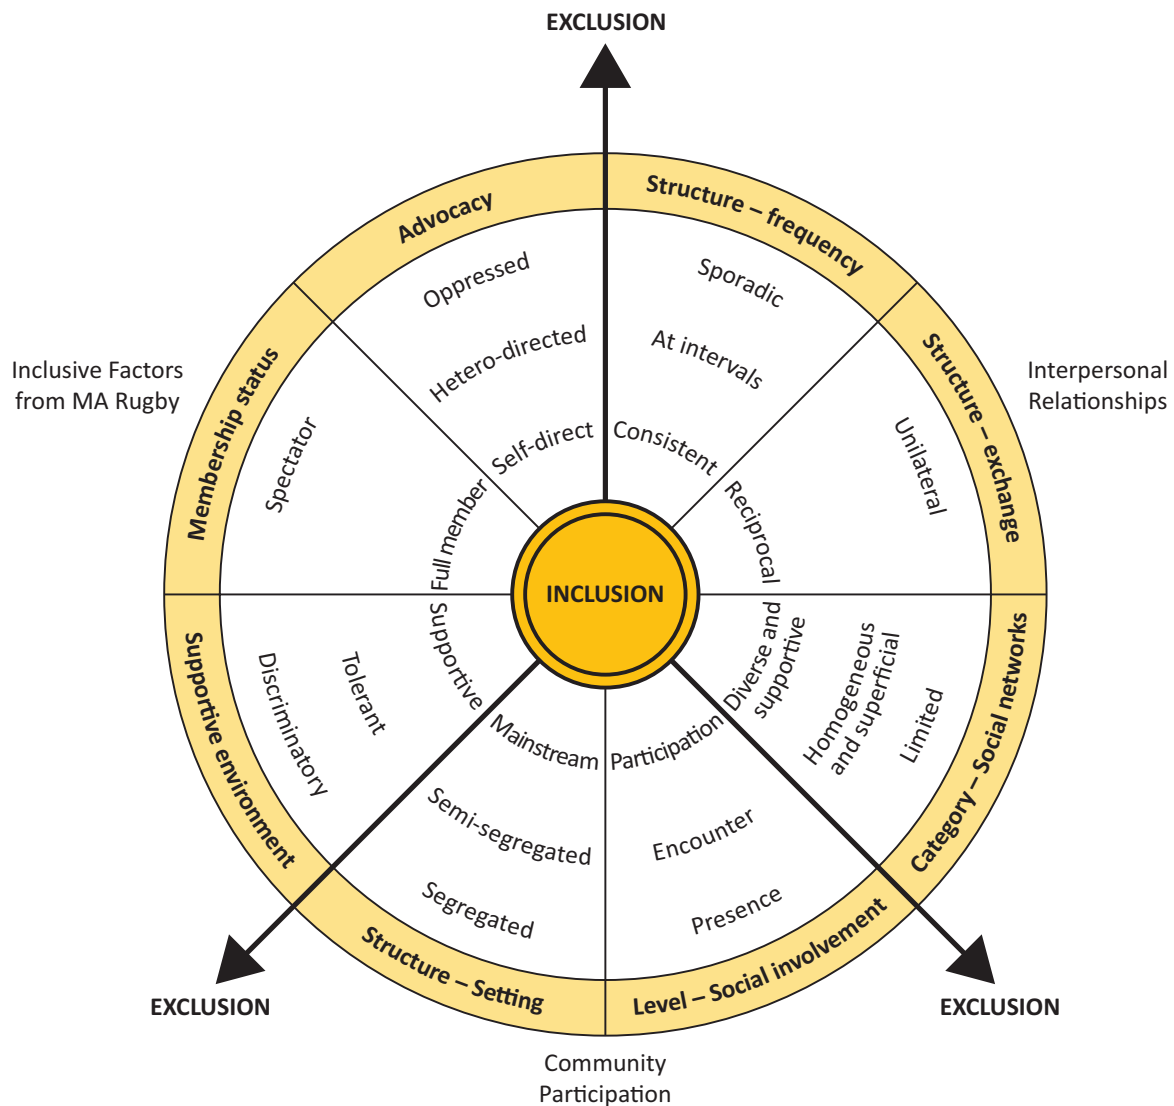 EXCLUSION
Advocacy
Structure – frequency
Oppressed
Sporadic
Hetero-directed
At intervals
Self-direct
Consistent
Inclusive Factors
from MA Rugby
Membership status
Spectator
Full member
Structure – exchange
Unilateral
Reciprocal
Interpersonal
Relationships
INCLUSION
Supportive environment
Discriminatory
Tolerant
Supportive
Diverse and
supportive
Homogeneous
and superficial
Limited
Category – Social networks
Mainstream
Participation
Semi-segregated
Encounter
Segregated
Presence
Structure – Setting
Level – Social involvement
EXCLUSION
EXCLUSION
Community
Participation